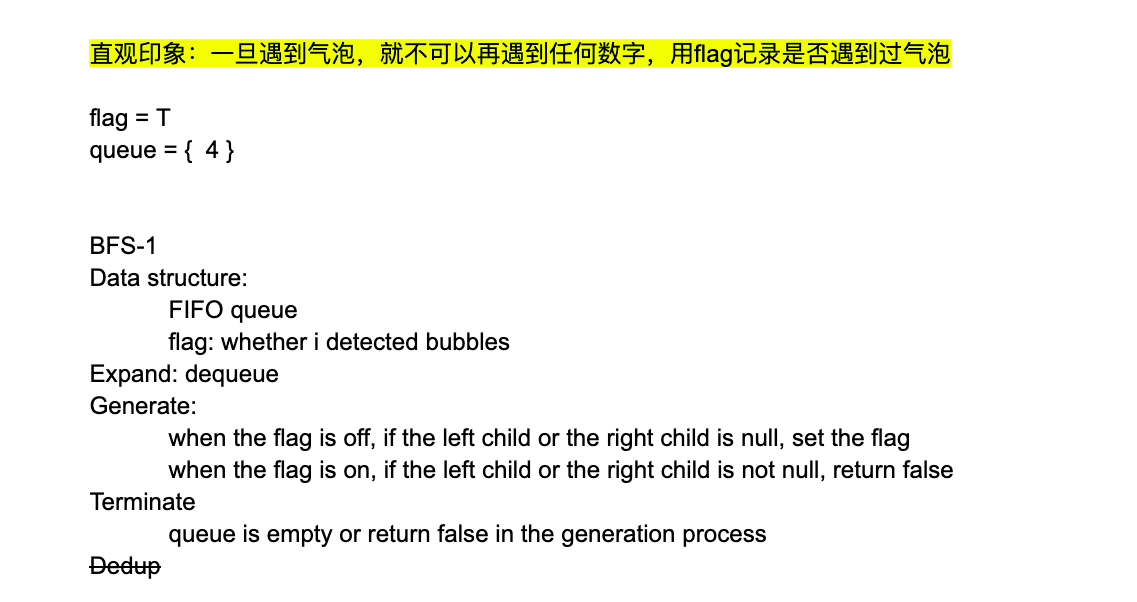 直观印象：一旦遇到气泡，就不可以再遇到任何数字，用flag记录是否遇到过气泡
flag = T
queue = {  4 }
BFS-1
Data structure:
FIFO queue
flag: whether i detected bubbles
Expand: dequeue
Generate:
when the flag is off, if the left child or the right child is null, set the flag
when the flag is on, if the left child or the right child is not null, return false
Terminate
queue is empty or return false in the generation process
Dedup